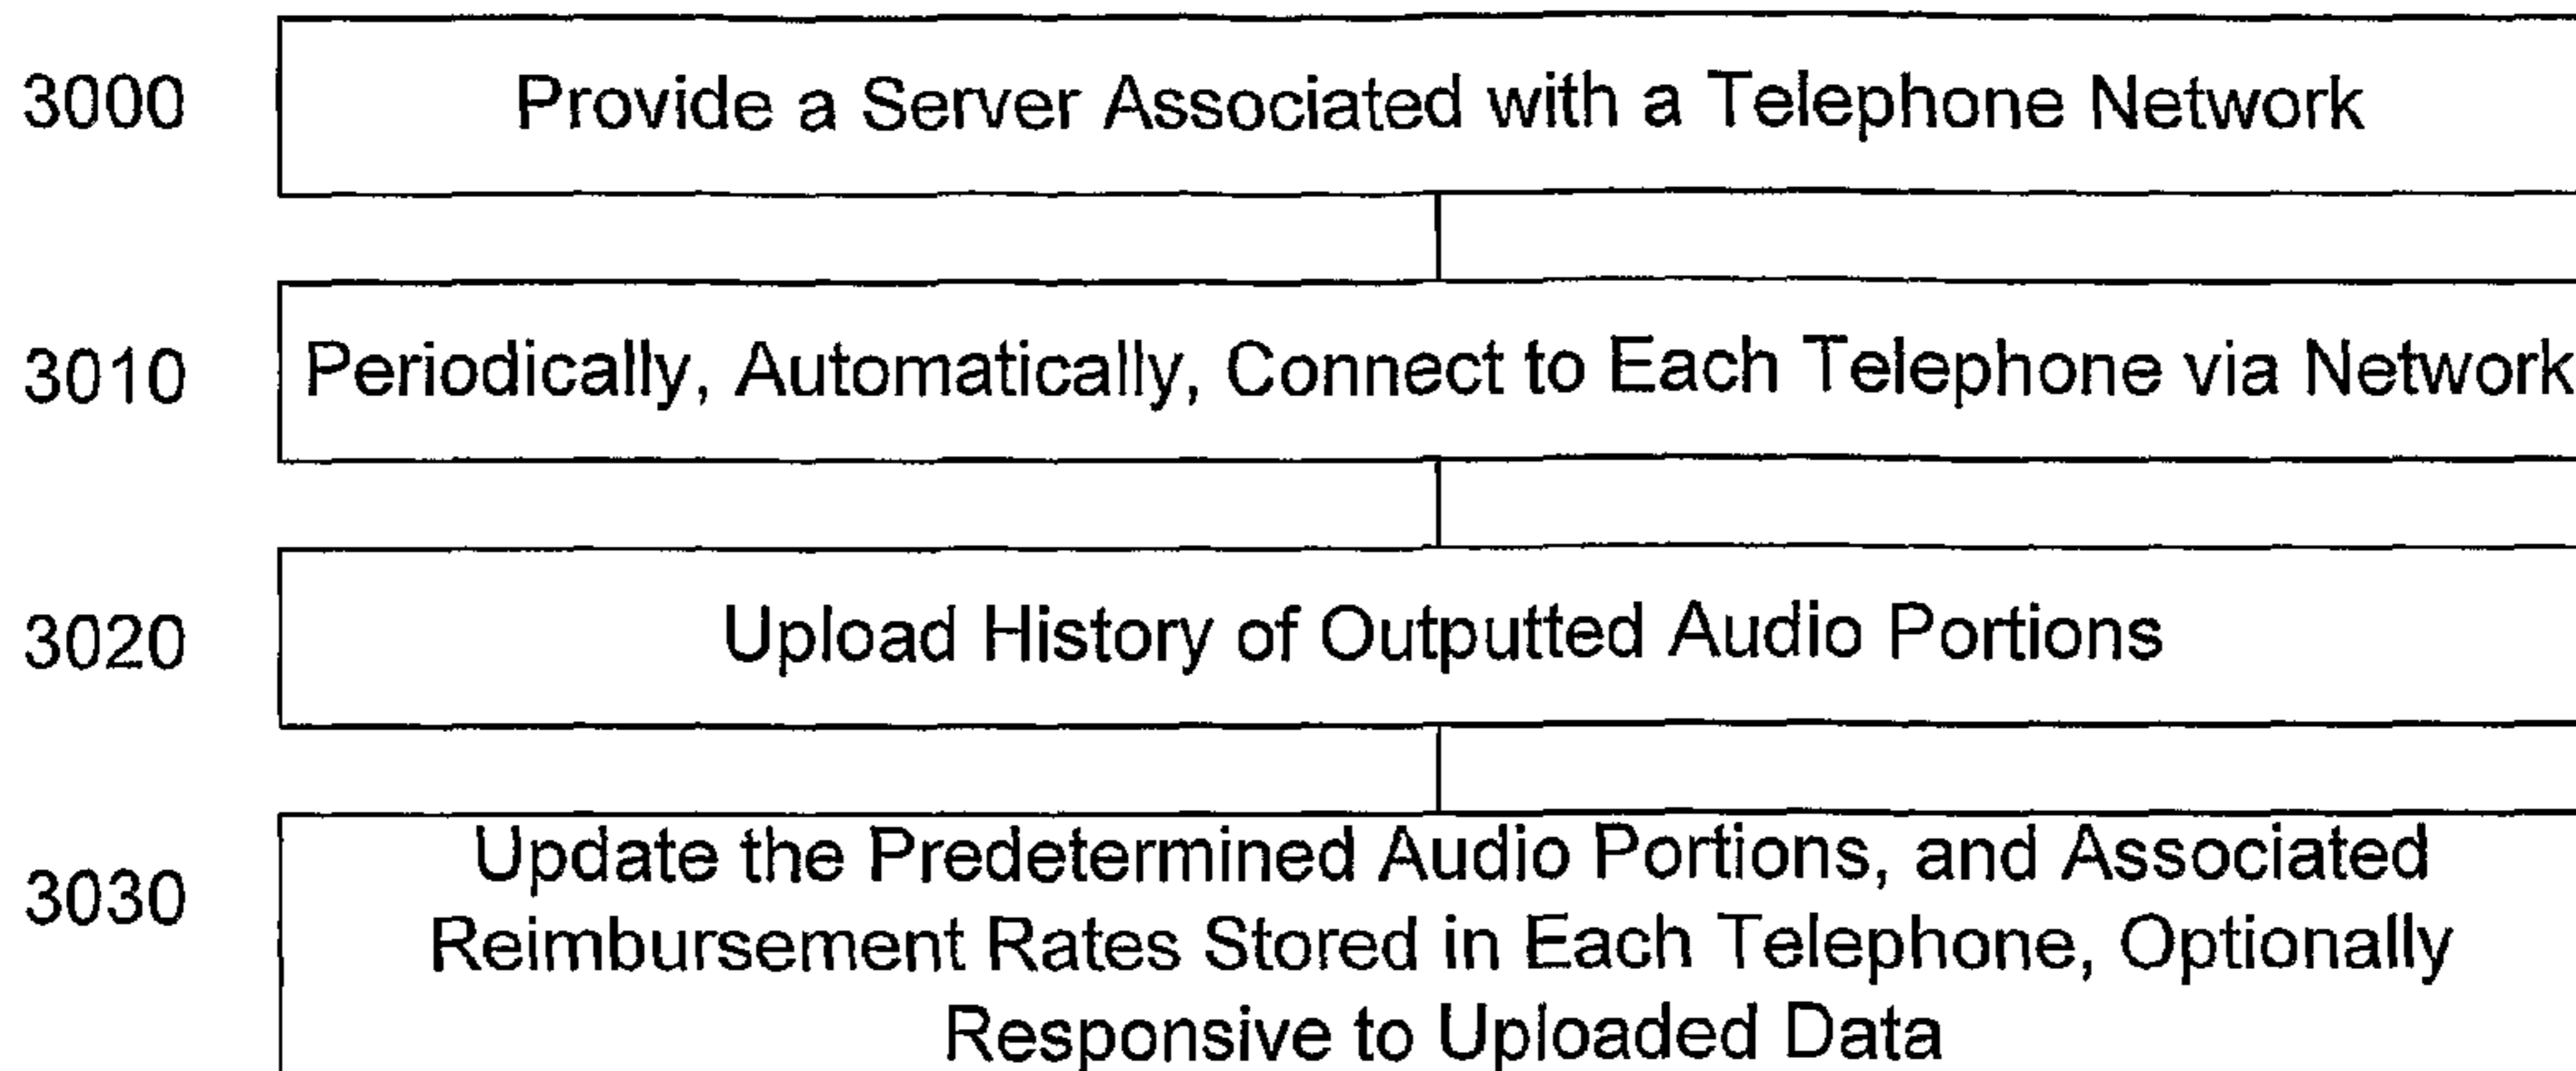 3000 Provide a Server Associated with a Telephone Network
3010 Periodically, Automatically, Connect to Each Telephone via Network
3020 Upload History of Outputted Audio Portions
3030 Update the Predetermined Audio Portions, and Associated
Reimbursement Rates Stored in Each Telephone, Optionally
Responsive to Uploaded Data